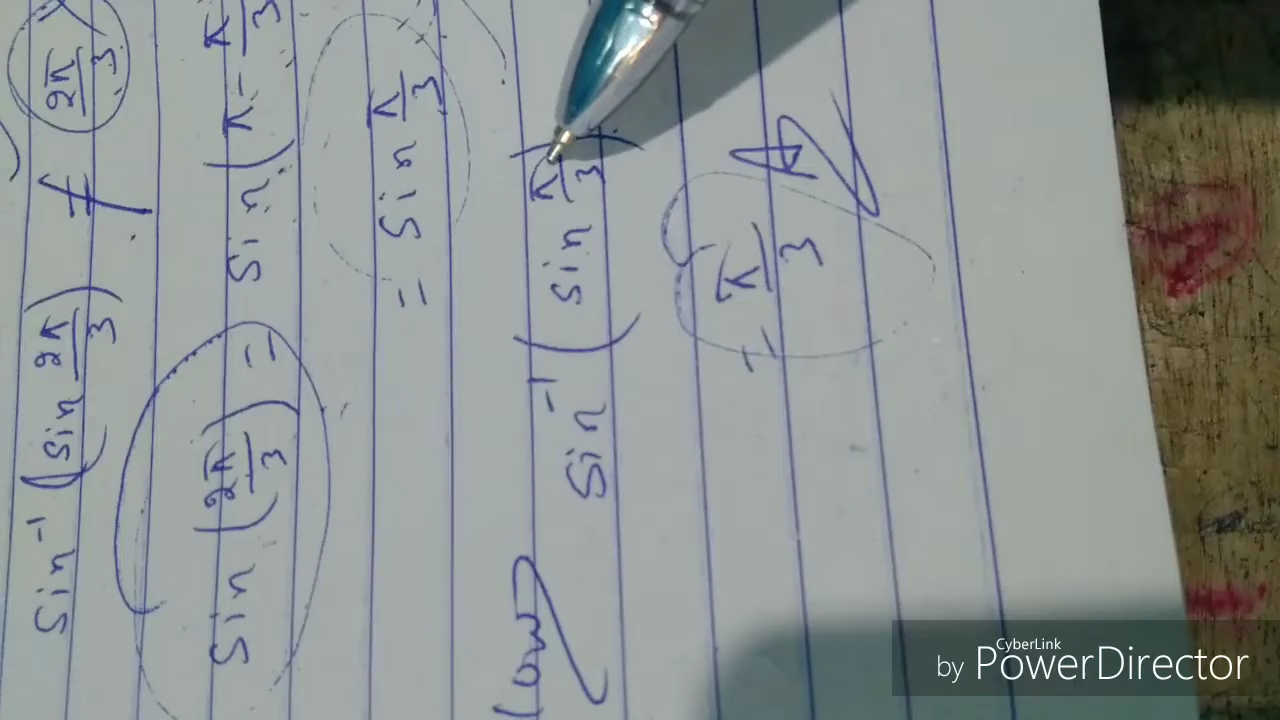 sin⁻¹ (sin 2π/3) ≠ 2π/3
sin (2π/3) = sin (π - π/3
= sin π/3
sin⁻¹ (sin π/3)
= π/3 A
CyberLink
by PowerDirector